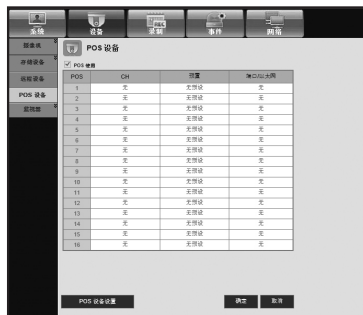 系统 设备 录制 事件 网络
摄像机
存储设备
远程设备
POS 设备
监视器
POS 设备
POS 使用
POS CH 预置 端口/以太网
1 无 无预设 无
2 无 无预设 无
3 无 无预设 无
4 无 无预设 无
5 无 无预设 无
6 无 无预设 无
7 无 无预设 无
8 无 无预设 无
9 无 无预设 无
10 无 无预设 无
11 无 无预设 无
12 无 无预设 无
13 无 无预设 无
14 无 无预设 无
15 无 无预设 无
16 无 无预设 无
POS 设备设置 确定 取消